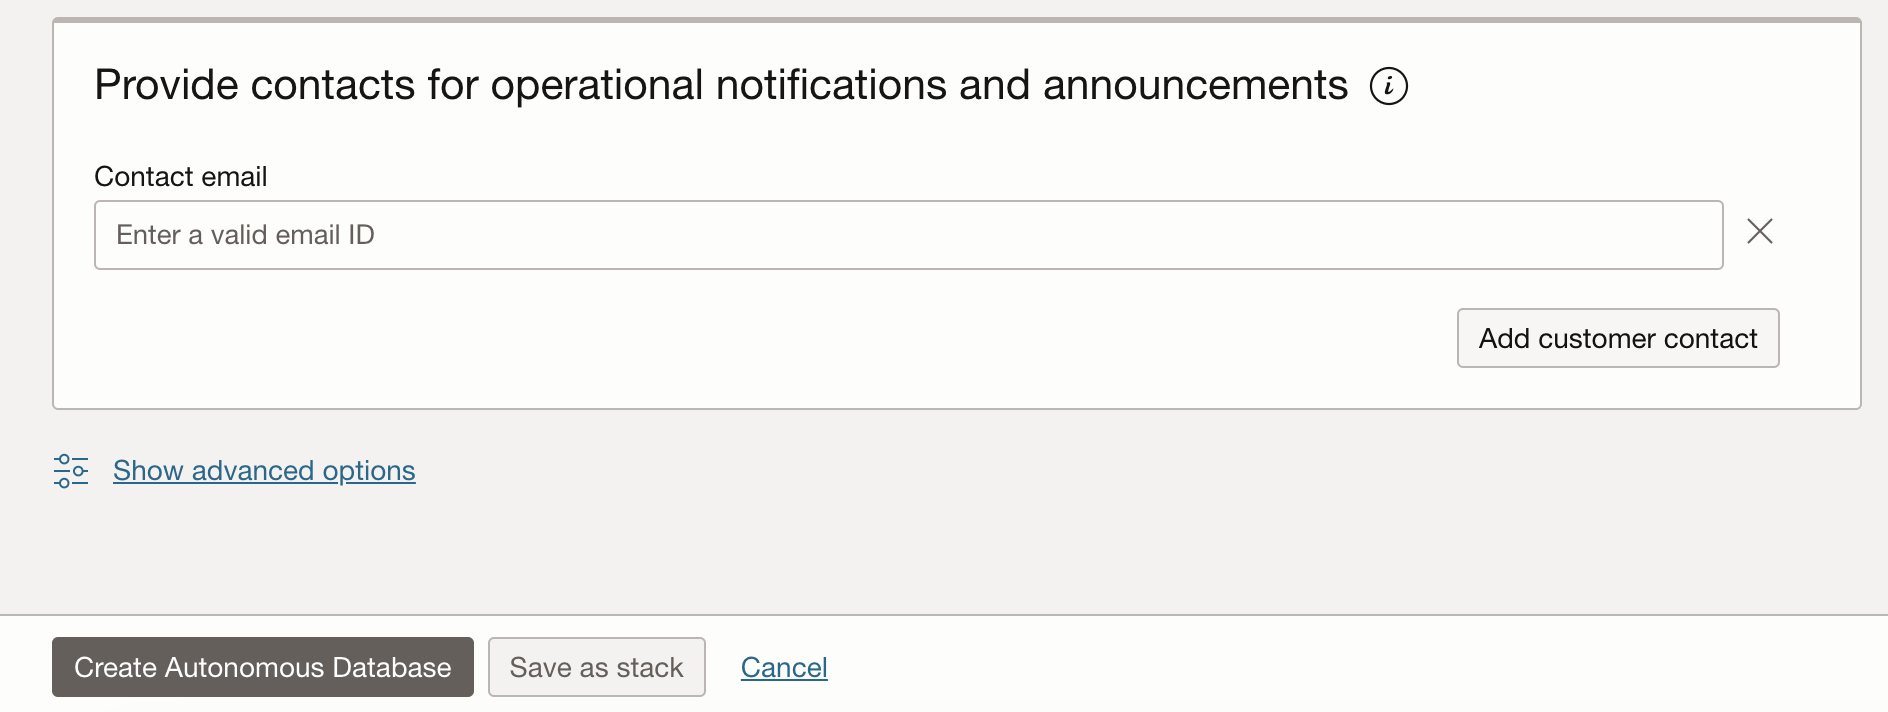 Provide contacts for operational notifications and announcements i
Contact email
Enter a valid email ID
Add customer contact
Show advanced options
Create Autonomous Database Save as stack Cancel